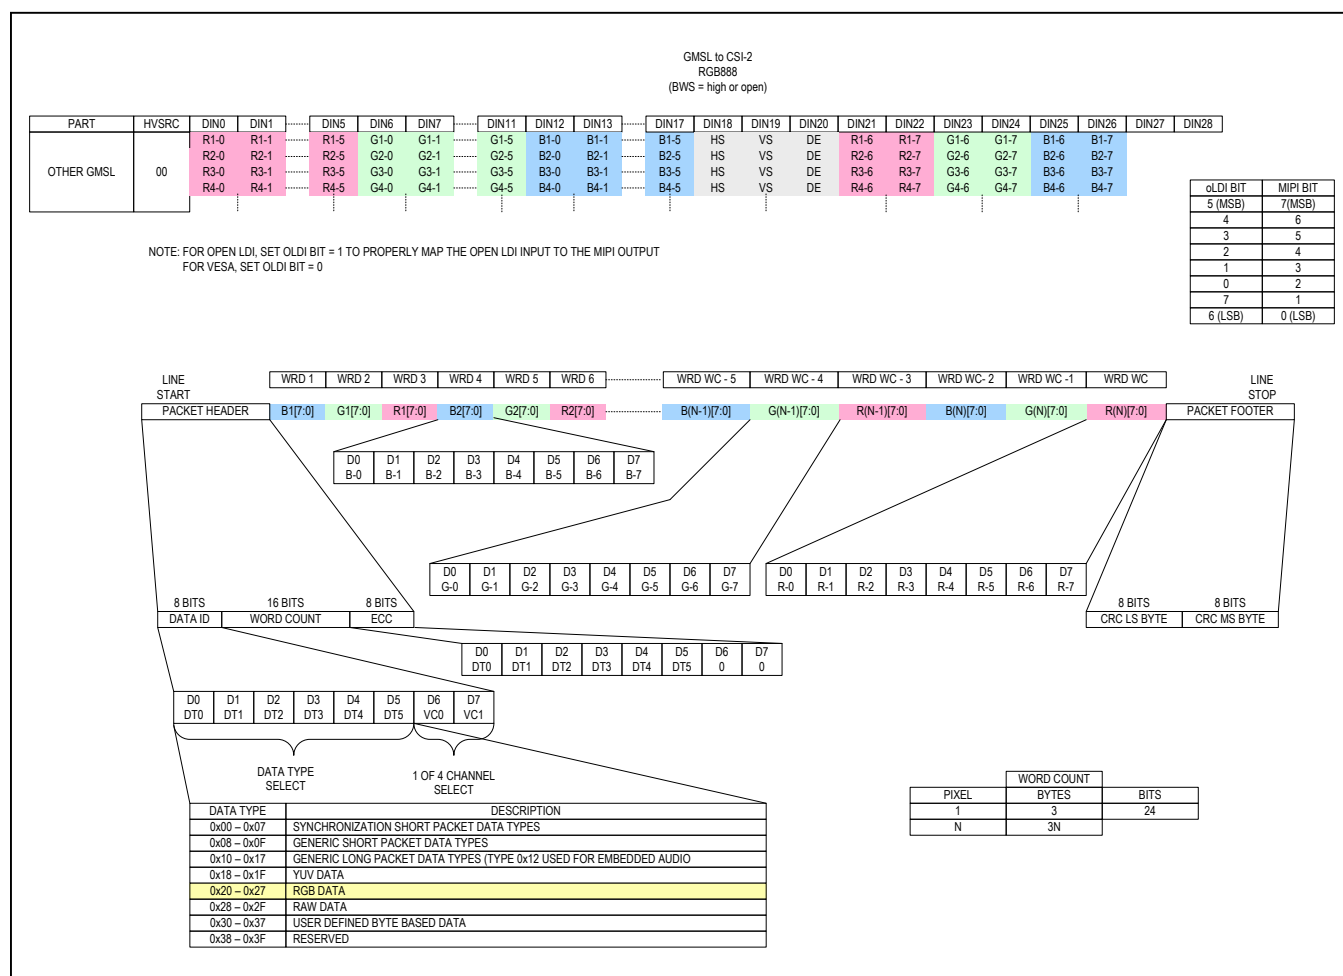 GMSL to CSI-2
RGB888
(BWS = high or open)
PART HVSRC DIN0 DIN1 DIN5 DIN6 DIN7 DIN11 DIN12 DIN13 DIN17 DIN18 DIN19 DIN20 DIN21 DIN22 DIN23 DIN24 DIN25 DIN26 DIN27 DIN28
R1-0 R1-1 R1-5 G1-0 G1-1 G1-5 B1-0 B1-1 B1-5 HS VS DE R1-6 R1-7 G1-6 G1-7 B1-6 B1-7
R2-0 R2-1 R2-5 G2-0 G2-1 G2-5 B2-0 B2-1 B2-5 HS VS DE R2-6 R2-7 G2-6 G2-7 B2-6 B2-7
OTHER GMSL 00 R3-0 R3-1 R3-5 G3-0 G3-1 G3-5 B3-0 B3-1 B3-5 HS VS DE R3-6 R3-7 G3-6 G3-7 B3-6 B3-7
R4-0 R4-1 R4-5 G4-0 G4-1 G4-5 B4-0 B4-1 B4-5 HS VS DE R4-6 R4-7 G4-6 G4-7 B4-6 B4-7
oLDI BIT MIPI BIT
5 (MSB) 7(MSB)
4 6
3 5
2 4
1 3
0 2
7 1
6 (LSB) 0 (LSB)
NOTE: FOR OPEN LDI, SET OLDI BIT = 1 TO PROPERLY MAP THE OPEN LDI INPUT TO THE MIPI OUTPUT
FOR VESA, SET OLDI BIT = 0
LINE
START
WRD 1 WRD 2 WRD 3 WRD 4 WRD 5 WRD 6 WRD WC - 5 WRD WC - 4 WRD WC - 3 WRD WC- 2 WRD WC -1 WRD WC
LINE
STOP
PACKET HEADER B1[7:0] G1[7:0] R1[7:0] B2[7:0] G2[7:0] R2[7:0] B(N-1)[7:0] G(N-1)[7:0] R(N-1)[7:0] B(N)[7:0] G(N)[7:0] R(N)[7:0] PACKET FOOTER
D0 D1 D2 D3 D4 D5 D6 D7
B-0 B-1 B-2 B-3 B-4 B-5 B-6 B-7
D0 D1 D2 D3 D4 D5 D6 D7
G-0 G-1 G-2 G-3 G-4 G-5 G-6 G-7
D0 D1 D2 D3 D4 D5 D6 D7
R-0 R-1 R-2 R-3 R-4 R-5 R-6 R-7
8 BITS 16 BITS 8 BITS
DATA ID WORD COUNT ECC
8 BITS 8 BITS
CRC LS BYTE CRC MS BYTE
D0 D1 D2 D3 D4 D5 D6 D7
DT0 DT1 DT2 DT3 DT4 DT5 0 0
D0 D1 D2 D3 D4 D5 D6 D7
DT0 DT1 DT2 DT3 DT4 DT5 VC0 VC1
DATA TYPE
SELECT
1 OF 4 CHANNEL
SELECT
DATA TYPE DESCRIPTION
0x00 – 0x07 SYNCHRONIZATION SHORT PACKET DATA TYPES
0x08 – 0x0F GENERIC SHORT PACKET DATA TYPES
0x10 – 0x17 GENERIC LONG PACKET DATA TYPES (TYPE 0x12 USED FOR EMBEDDED AUDIO
0x18 – 0x1F YUV DATA
0x20 – 0x27 RGB DATA
0x28 – 0x2F RAW DATA
0x30 – 0x37 USER DEFINED BYTE BASED DATA
0x38 – 0x3F RESERVED
WORD COUNT
PIXEL BYTES BITS
1 3 24
N 3N